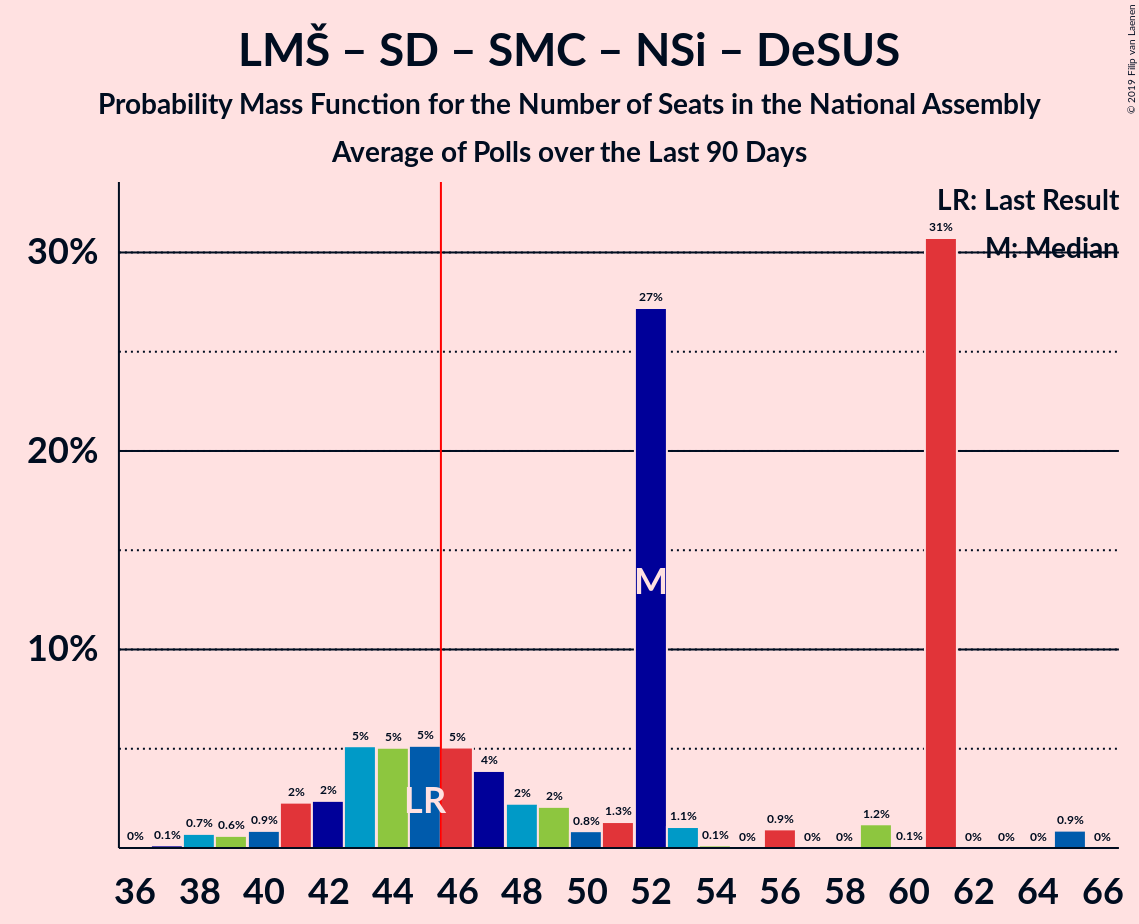 LMŠ – SD – SMC – NSi – DeSUS
Probability Mass Function for the Number of Seats in the National Assembly
Average of Polls over the Last 90 Days
© 2019 Filip van Laenen
LR: Last Result
M: Median
30%
20%
10%
0% 0.1% 0.7% 0.6% 0.9% 2% 2% 5% 5% 5% 5% 4% 2% 2% 0.8% 1.3% 27% 1.1% 0.1% 0% 0.9% 0% 0% 1.2% 0.1% 31% 0% 0% 0% 0.9% 0%
LR
M
36 38 40 42 44 46 48 50 52 54 56 58 60 62 64 66